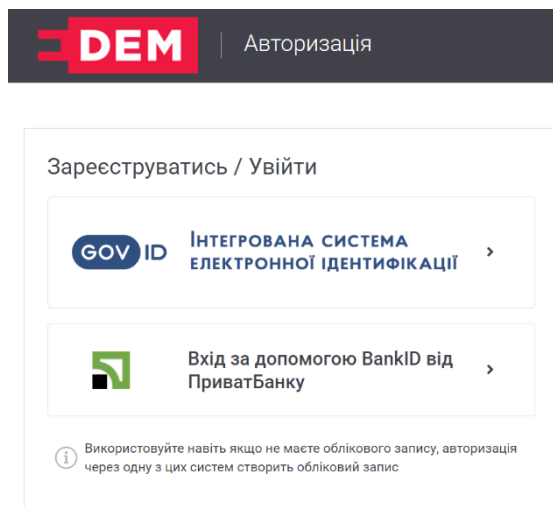 DEM
Авторизація
Зареєструватись / Увійти
GOV ID
Інтегрована система
електронної ідентифікації
Вхід за допомогою BankID від
ПриватБанку
Використовуйте навіть якщо не маєте облікового запису, авторизація
через одну з цих систем створить обліковий запис